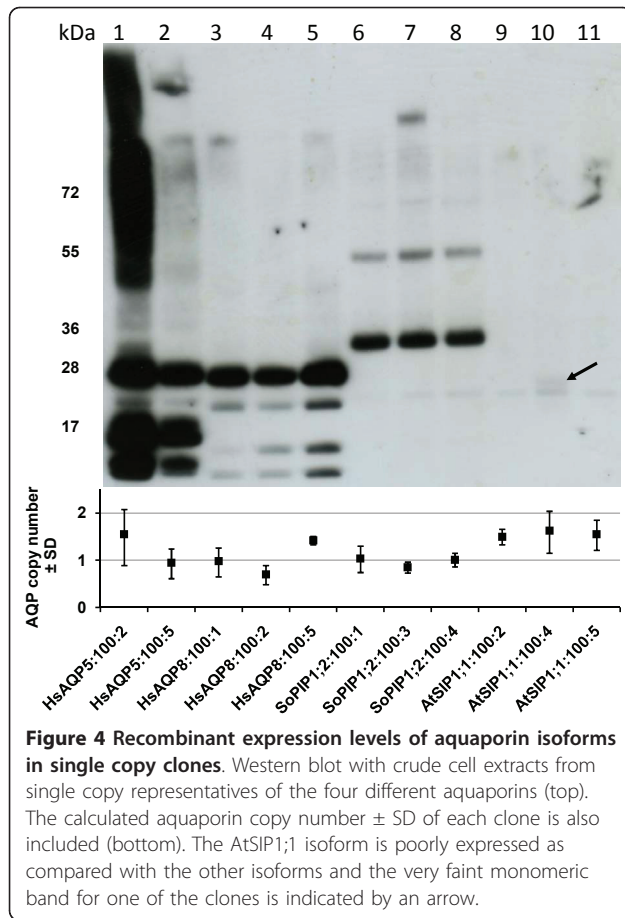 kDa 1 2 3 4 5 6 7 8 9 10 11
72
55
36
28
17
AQP copy number
± SD
2
1
0
HsAQP5:100:2
HsAQP5:100:5
HsAQP8:100:1
HsAQP8:100:2
HsAQP8:100:5
SoPIP1;2:100:1
SoPIP1;2:100:3
SoPIP1;2:100:4
AtSIP1;1:100:2
AtSIP1;1:100:4
AtSIP1;1:100:5
Figure 4 Recombinant expression levels of aquaporin isoforms
in single copy clones. Western blot with crude cell extracts from
single copy representatives of the four different aquaporins (top).
The calculated aquaporin copy number ± SD of each clone is also
included (bottom). The AtSIP1;1 isoform is poorly expressed as
compared with the other isoforms and the very faint monomeric
band for one of the clones is indicated by an arrow.